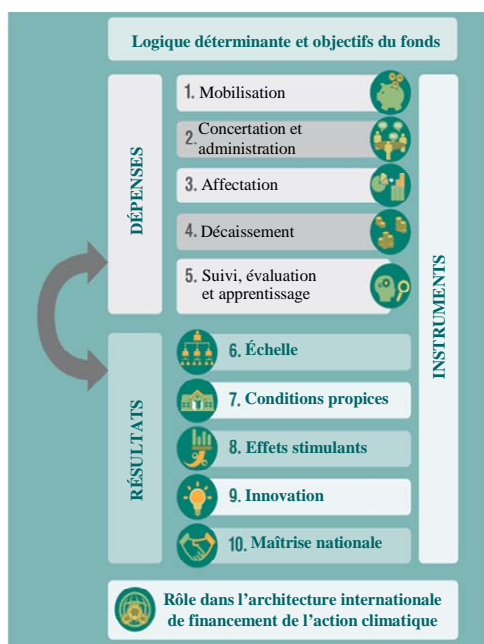 Logique déterminante et objectifs du fonds
DÉPENSES
1. Mobilisation
2. Concertation et
administration
3. Affectation
4. Décaissement
5. Suivi, évaluation
et apprentissage
INSTRUMENTS
RÉSULTATS
6. Échelle
7. Conditions propices
8. Effets stimulants
9. Innovation
10. Maîtrise nationale
Rôle dans l’architecture internationale
de financement de l’action climatique